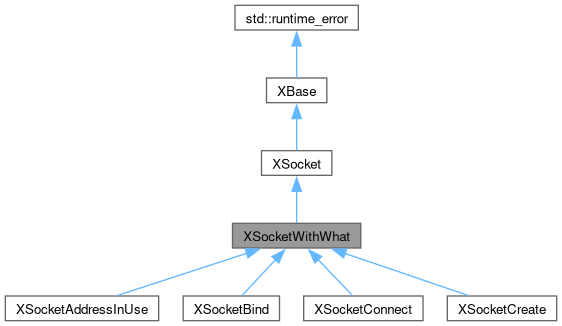 std::runtime_error
XBase
XSocket
XSocketWithWhat
XSocketAddressInUse
XSocketBind
XSocketConnect
XSocketCreate